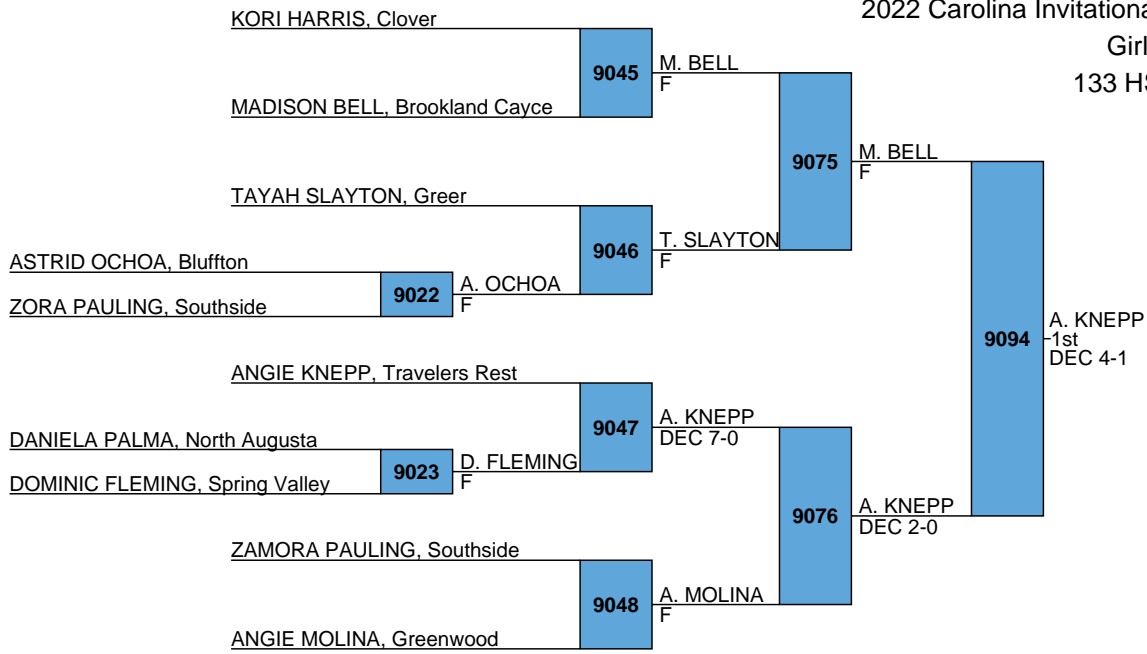 KORI HARRIS, Clover
2022 Carolina Invitationa
Girl
133 HS
9045
M. BELL
F
MADISON BELL, Brookland Cayce
9075
M. BELL
F
TAYAH SLAYTON, Greer
9046
T. SLAYTON
F
ASTRID OCHOA, Bluffton
9022
A. OCHOA
F
ZORA PAULING, Southside
9094
A. KNEPP
1st
DEC 4-1
ANGIE KNEPP, Travelers Rest
9047
A. KNEPP
DEC 7-0
DANIELA PALMA, North Augusta
9023
D. FLEMING
F
DOMINIC FLEMING, Spring Valley
9076
A. KNEPP
DEC 2-0
ZAMORA PAULING, Southside
9048
A. MOLINA
F
ANGIE MOLINA, Greenwood